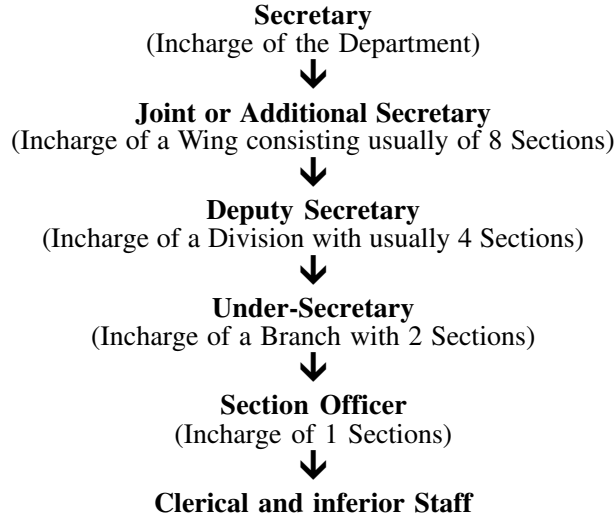 Secretary
(Incharge of the Department)
Joint or Additional Secretary
(Incharge of a Wing consisting usually of 8 Sections)
Deputy Secretary
(Incharge of a Division with usually 4 Sections)
Under-Secretary
(Incharge of a Branch with 2 Sections)
Section Officer
(Incharge of 1 Sections)
Clerical and inferior Staff